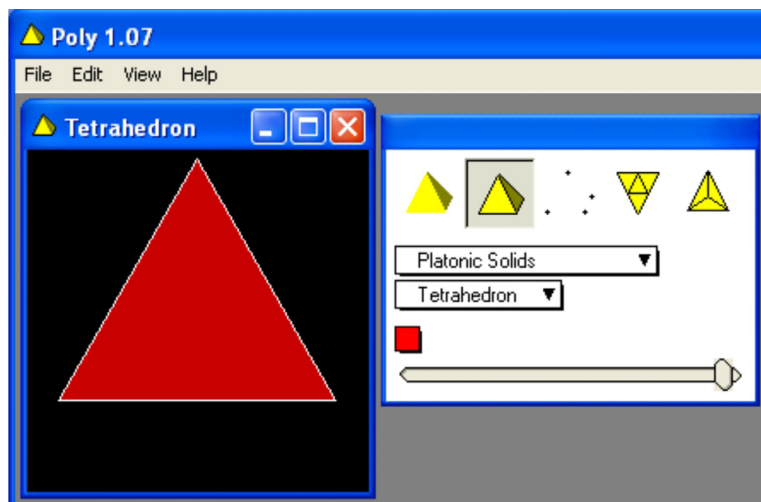 Poly 1.07
File Edit View Help
Tetrahedron
Platonic Solids
Tetrahedron